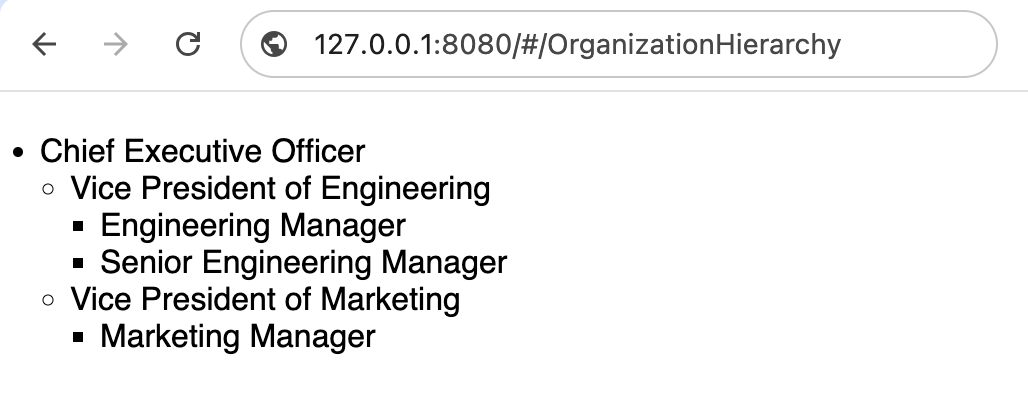 127.0.0.1:8080/#/OrganizationHierarchy
Chief Executive Officer
Vice President of Engineering
Engineering Manager
Senior Engineering Manager
Vice President of Marketing
Marketing Manager